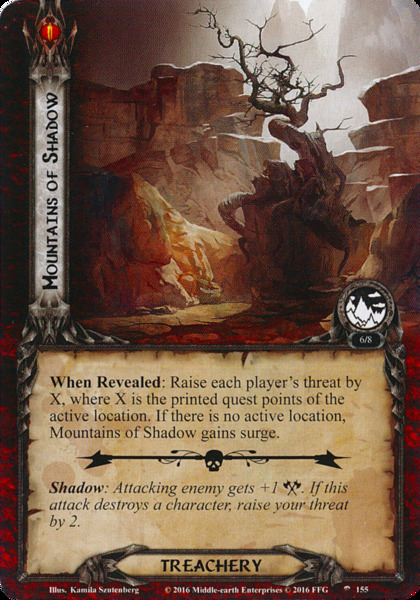 MOUNTAINS OF SHADOW
6/8
When Revealed: Raise each player's threat by
X, where X is the printed quest points of the
active location. If there is no active location,
Mountains of Shadow gains surge.
Shadow: Attacking enemy gets +1 . If this
attack destroys a character, raise your threat
by 2.
TREACHERY
Illus. Kamila Szutenberg © 2016 Middle-earth Enterprises © 2016 FFG 155